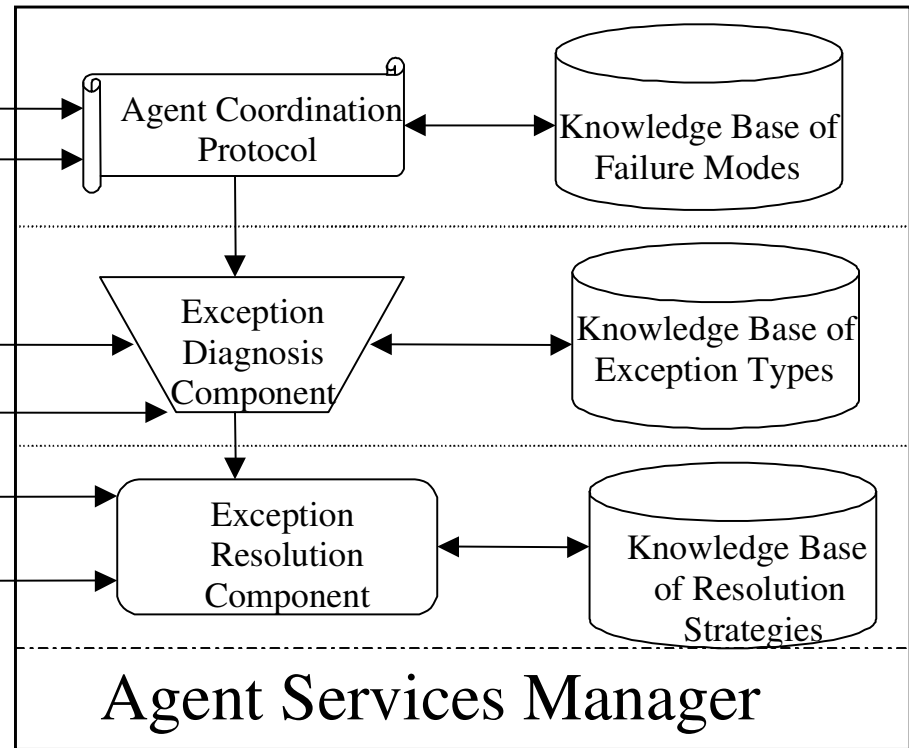 Agent Coordination
Protocol
Knowledge Base of
Failure Modes
Exception
Diagnosis
Component
Knowledge Base of
Exception Types
Exception
Resolution
Component
Knowledge Base
of Resolution
Strategies
Agent Services Manager